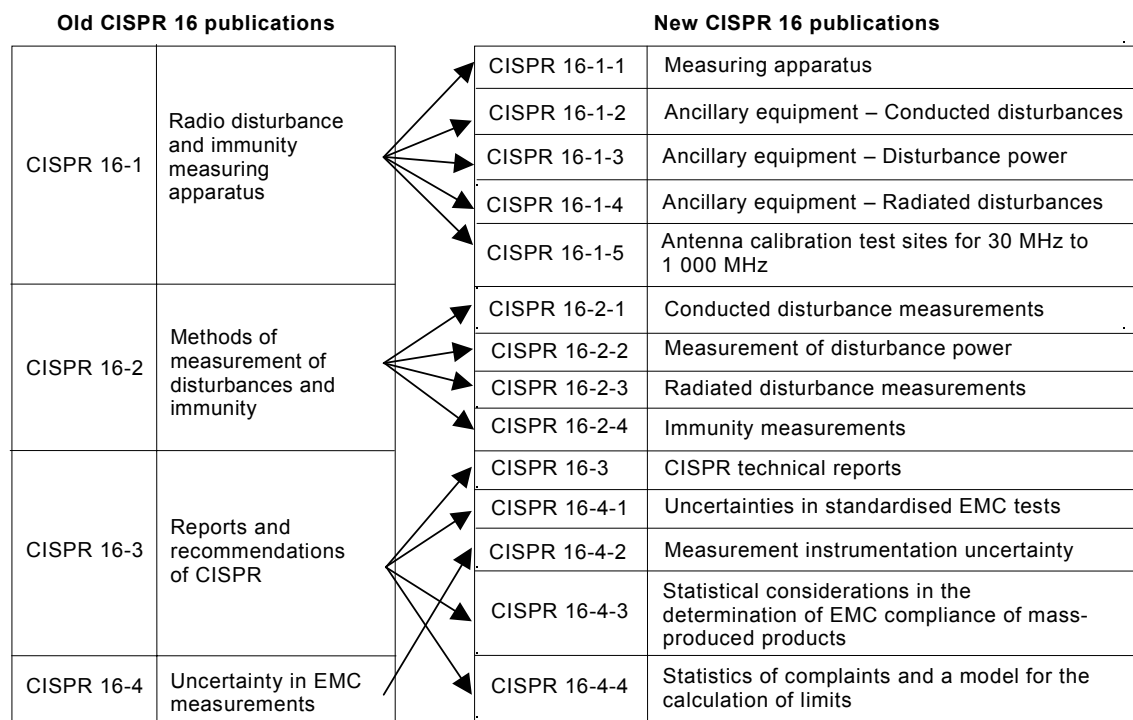 Old CISPR 16 publications
New CISPR 16 publications
CISPR 16-1
Radio disturbance
and immunity
measuring
apparatus
CISPR 16-2
Methods of
measurement of
disturbances and
immunity
CISPR 16-3
Reports and
recommendations
of CISPR
CISPR 16-4
Uncertainty in EMC
measurements
CISPR 16-1-1
Measuring apparatus
CISPR 16-1-2
Ancillary equipment – Conducted disturbances
CISPR 16-1-3
Ancillary equipment – Disturbance power
CISPR 16-1-4
Ancillary equipment – Radiated disturbances
CISPR 16-1-5
Antenna calibration test sites for 30 MHz to
1 000 MHz
CISPR 16-2-1
Conducted disturbance measurements
CISPR 16-2-2
Measurement of disturbance power
CISPR 16-2-3
Radiated disturbance measurements
CISPR 16-2-4
Immunity measurements
CISPR 16-3
CISPR technical reports
CISPR 16-4-1
Uncertainties in standardised EMC tests
CISPR 16-4-2
Measurement instrumentation uncertainty
CISPR 16-4-3
Statistical considerations in the
determination of EMC compliance of mass-
produced products
CISPR 16-4-4
Statistics of complaints and a model for the
calculation of limits